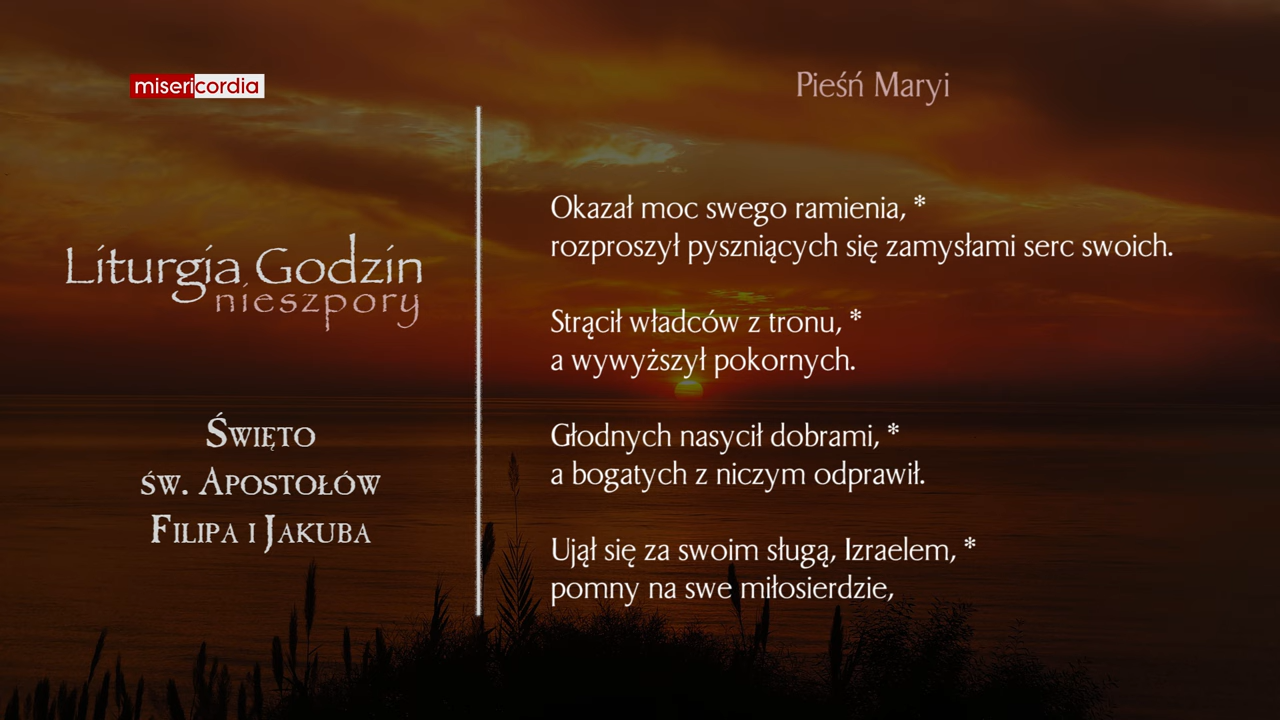 misericordia
Liturgia Godzin
nieszpory
Święto
św. Apostołów
Filipa i Jakuba
Pieśń Maryi
Okazał moc swego ramienia, *
rozproszył pyszniących się zamysłami serc swoich.
Strącił władców z tronu, *
a wywyższył pokornych.
Głodnych nasycił dobrami, *
a bogatych z niczym odprawił.
Ujął się za swoim sługą, Izraelem, *
pomny na swe miłosierdzie,